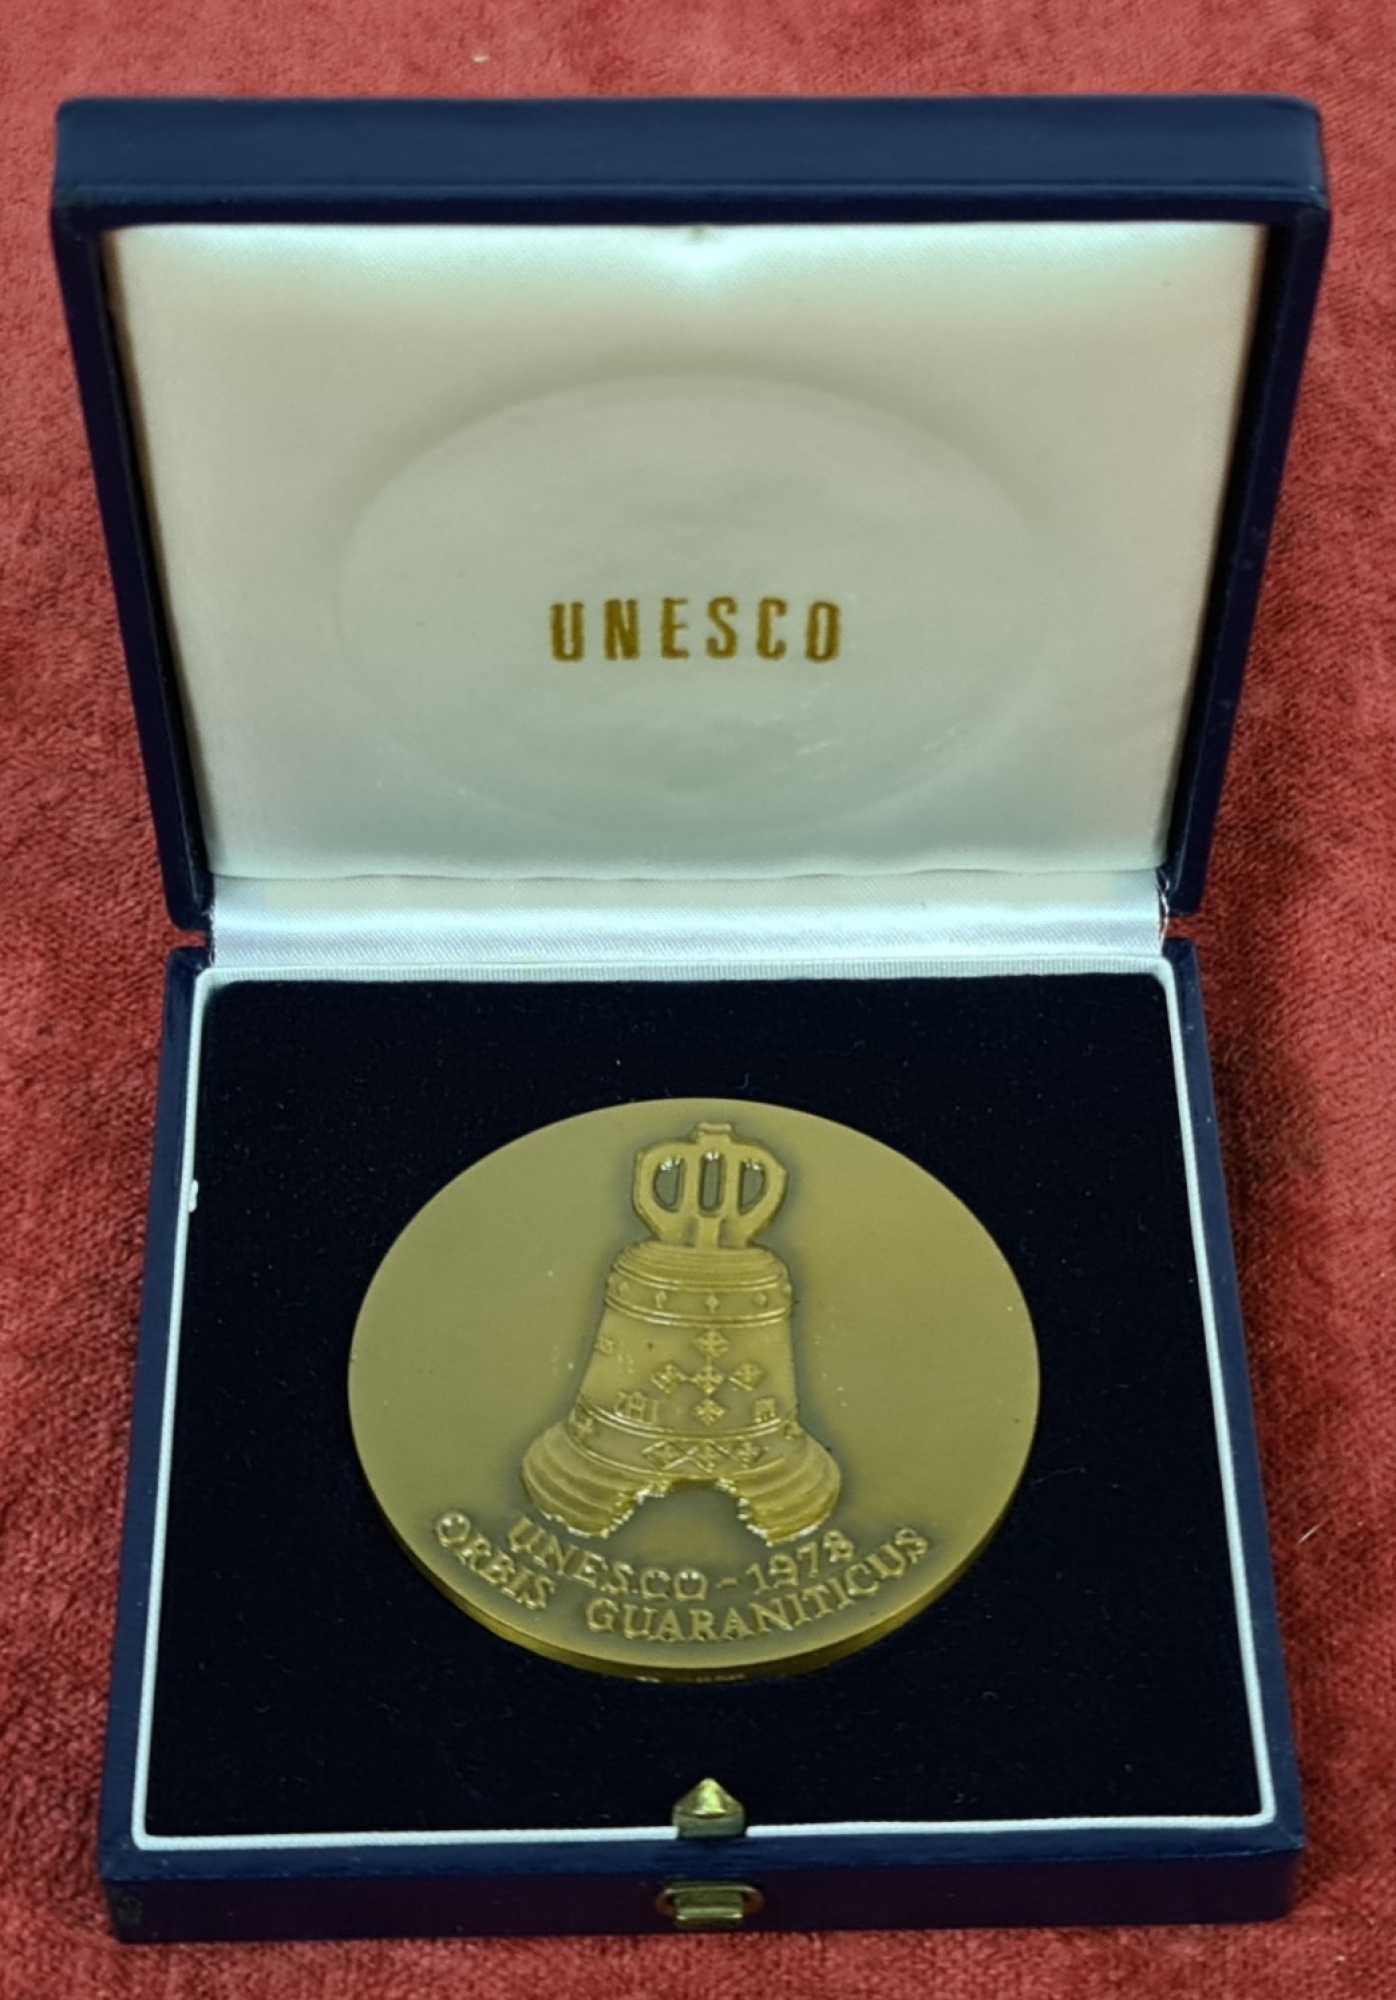 UNESCO
UNESCO - 1978
ORBIS GUARANITICUS